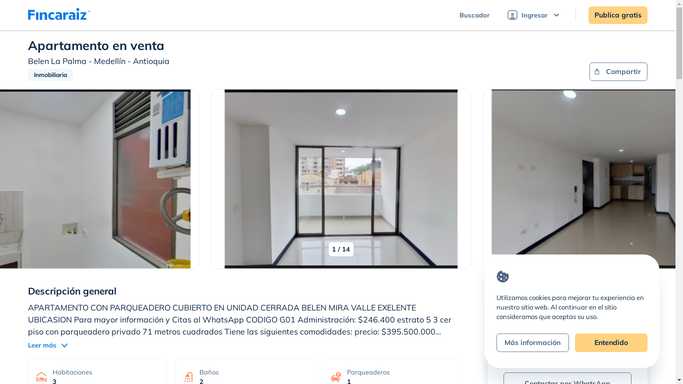 Fincaraiz
Buscador
Ingresar
Publica gratis
Apartamento en venta
Belen La Palma - Medellín - Antioquia
Inmobiliaria
Compartir
1 / 14
Descripción general
APARTAMENTO CON PARQUEADERO CUBIERTO EN UNIDAD CERRADA BELEN MIRA VALLE EXELENTE
UBICASION Para mayor información y Citas al WhatsApp CODIGO G01 Administración: $246.400 estrato 5 3 cer
piso con parqueadero privado 71 metros cuadrados Tiene las siguientes comodidades: precio: $395.500.000...
Leer más
Habitaciones
3
Baños
2
Parqueaderos
1
Utilizamos cookies para mejorar tu experiencia en
nuestro sitio web. Al continuar en el sitio
consideramos que aceptas su uso.
Más información
Entendido
Contactar por WhatsApp